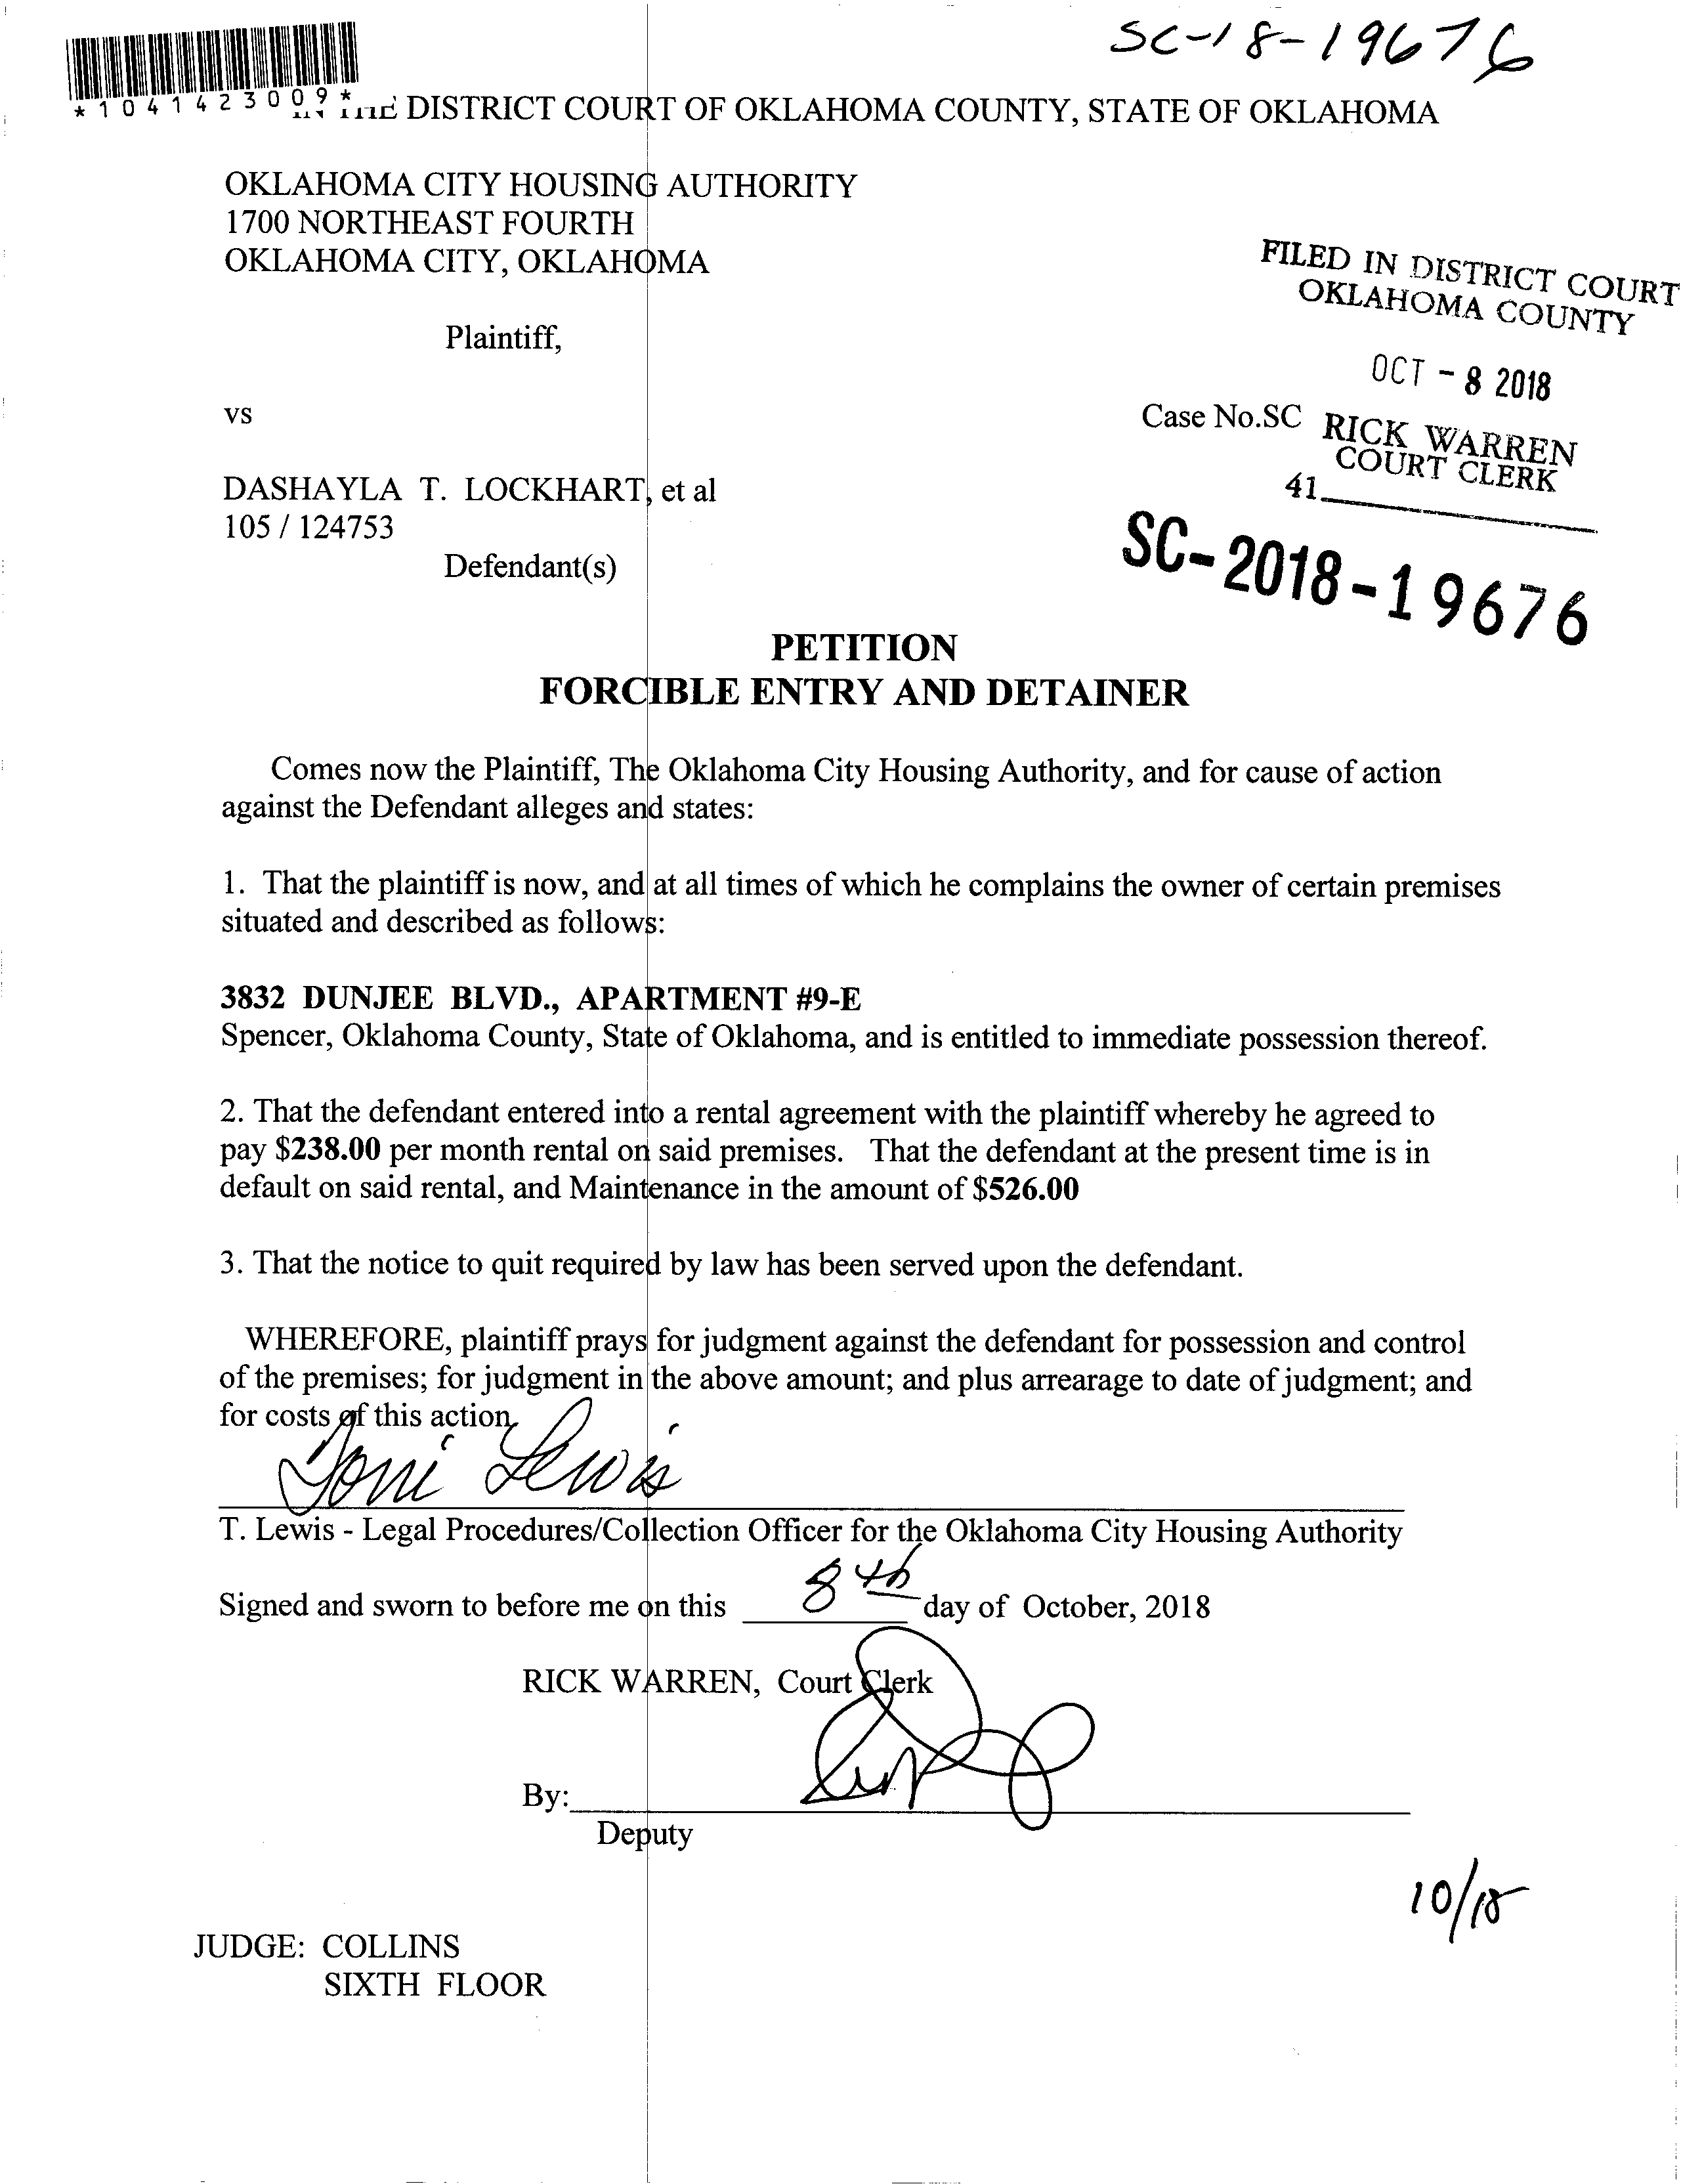 SC-18-19676
*1041423009*
DISTRICT COURT OF OKLAHOMA COUNTY, STATE OF OKLAHOMA
OKLAHOMA CITY HOUSING AUTHORITY
1700 NORTHEAST FOURTH
OKLAHOMA CITY, OKLAHOMA
FILED IN DISTRICT COURT
OKLAHOMA COUNTY
Plaintiff,
OCT - 8 2018
vs
Case No.SC
RICK WARREN
COURT CLERK
41
DASHAYLA T. LOCKHART, et al
105 / 124753
Defendant(s)
SC-2018-19676
PETITION
FORCIBLE ENTRY AND DETAINER
Comes now the Plaintiff, The Oklahoma City Housing Authority, and for cause of action
against the Defendant alleges and states:
1. That the plaintiff is now, and at all times of which he complains the owner of certain premises
situated and described as follows:
3832 DUNJEE BLVD., APARTMENT #9-E
Spencer, Oklahoma County, State of Oklahoma, and is entitled to immediate possession thereof.
2. That the defendant entered into a rental agreement with the plaintiff whereby he agreed to
pay $238.00 per month rental on said premises. That the defendant at the present time is in
default on said rental, and Maintenance in the amount of $526.00
3. That the notice to quit required by law has been served upon the defendant.
WHEREFORE, plaintiff prays for judgment against the defendant for possession and control
of the premises; for judgment in the above amount; and plus arrearage to date of judgment; and
for costs of this action.
Toni Lewis
T. Lewis - Legal Procedures/Collection Officer for the Oklahoma City Housing Authority
Signed and sworn to before me on this 8th day of October, 2018
RICK WARREN, Court Clerk
By:
Deputy
10/18
JUDGE: COLLINS
SIXTH FLOOR